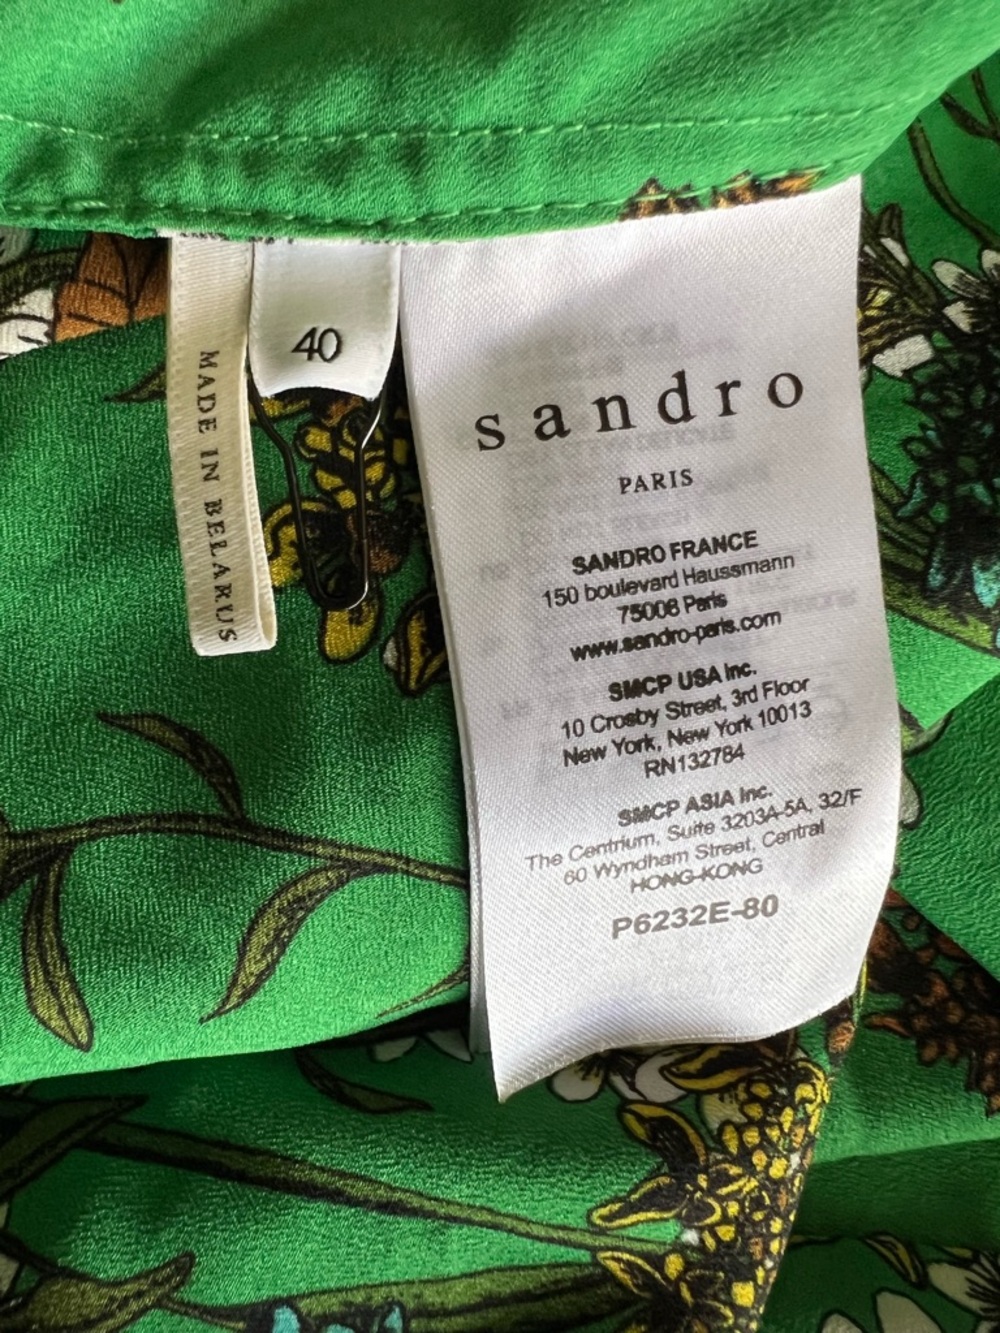 MADE IN BELARUS
40
sandro
PARIS
SANDRO FRANCE
150 boulevard Haussmann
75008 Paris
www.sandro-paris.com
SMCP USA Inc.
10 Crosby Street, 3rd Floor
New York, New York 10013
RN132784
SMCP ASIA Inc.
The Centrium, Suite 3203A-5A, 32/F
60 Wyndham Street, Central
HONG-KONG
P6232E-80